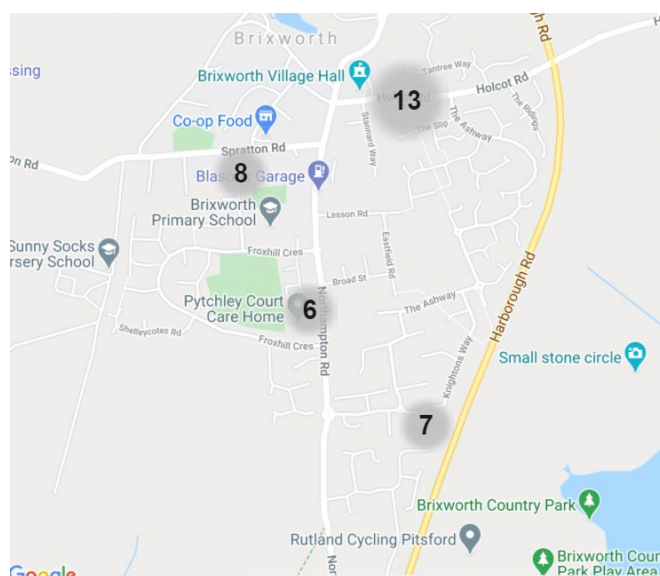 gh Rd
H
Brixworth
Tantree Way
ssing
Brixworth Village Hall
Holcot Rd
13
The Ridings
Co-op Food
Stannard Way
The Slip
The Ashway
Spratton Rd
on Rd
8
Garage
Brixworth
Primary School
Lesson Rd
Sunny Socks
rsery School
Froxhill Cres
Eastfield Rd
Harborough Rd
Broad St
Pytchley Court
Care Home
6
Northampton Rd
The Ashway
Shelleycotes Rd
Froxhill Cres
Small stone circle
Knightons Way
7
Brixworth Country Park
Rutland Cycling Pitsford
Brixworth Coun
Park Play Area
Nor
Google